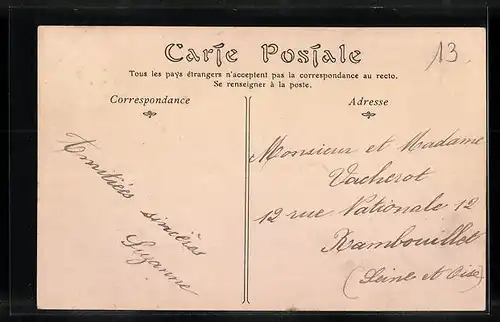 Carte Postale
13
Tous les pays étrangers n'acceptent pas la correspondance au recto.
Se renseigner à la poste.
Correspondance
Adresse
Amitiées
sincères
Suzanne
Monsieur et Madame
Vacherot
12 rue Nationale 12
Rambouillet
(Seine et Oise)